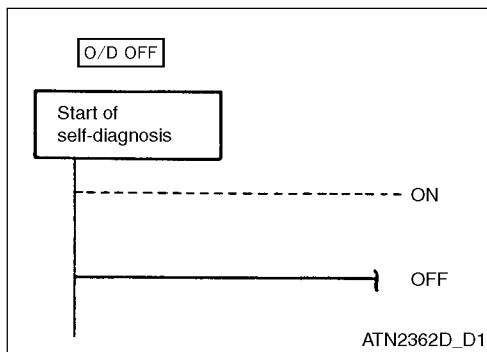 O/D OFF
Start of
self-diagnosis
ON
OFF
ATN2362D_D1